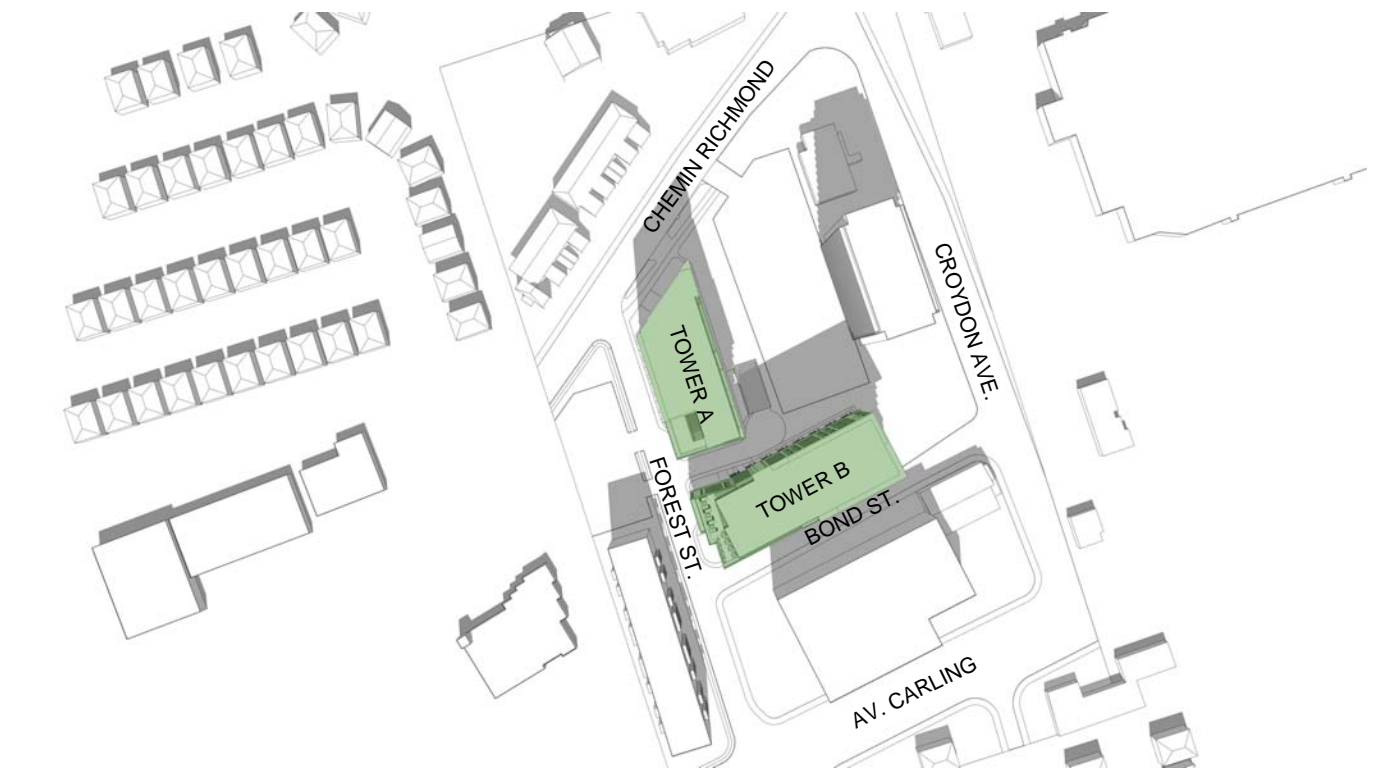 CHEMIN RICHMOND
CROYDON AVE.
TOWER A
TOWER B
FOREST ST.
BOND ST.
AV. CARLING